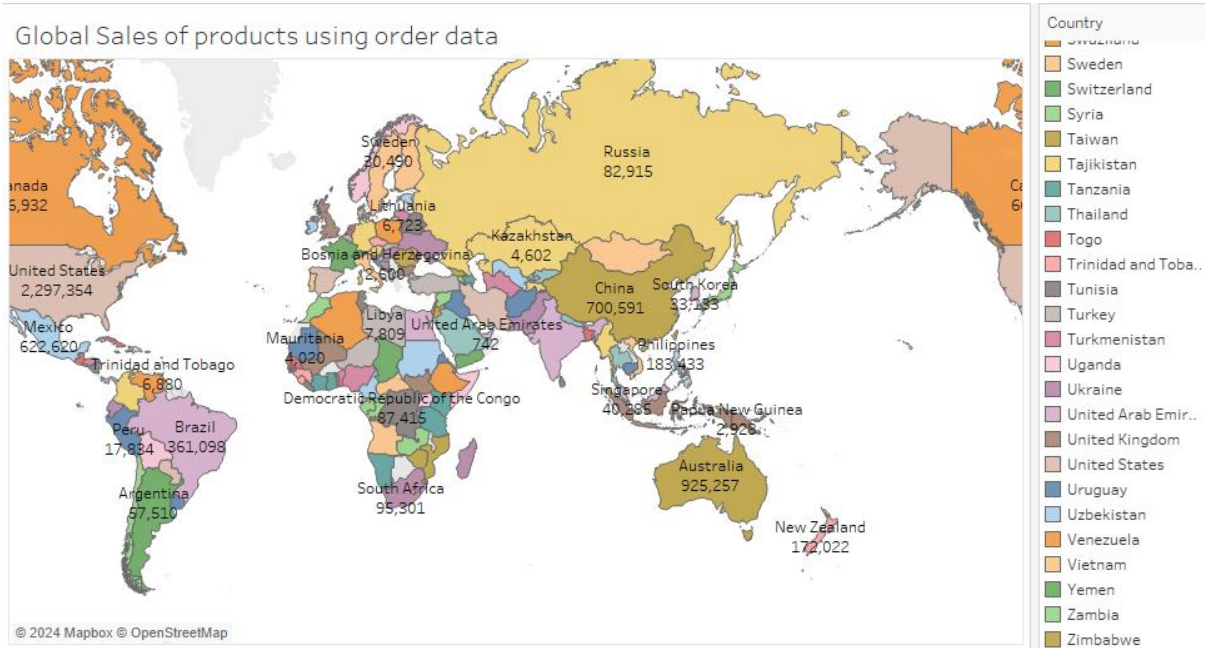 Global Sales of products using order data
anada
6,932
United States
2,297,354
Mexico
622,620
Trinidad and Tobago
6,880
Peru
17,834
Brazil
361,098
Argentina
57,510
Sweden
30,490
Lithuania
6,723
Bosnia and Herzegovina
2,600
Libya
7,809
Mauritania
4,020
United Arab Emirates
742
Democratic Republic of the Congo
87,415
South Africa
95,301
Russia
82,915
Kazakhstan
4,602
China
700,591
South Korea
33,133
Philippines
183,433
Singapore
40,285
Papua New Guinea
2,928
Australia
925,257
New Zealand
172,022
Ca
© 2024 Mapbox © OpenStreetMap
Country
Swaziland
Sweden
Switzerland
Syria
Taiwan
Tajikistan
Tanzania
Thailand
Togo
Trinidad and Toba..
Tunisia
Turkey
Turkmenistan
Uganda
Ukraine
United Arab Emir..
United Kingdom
United States
Uruguay
Uzbekistan
Venezuela
Vietnam
Yemen
Zambia
Zimbabwe